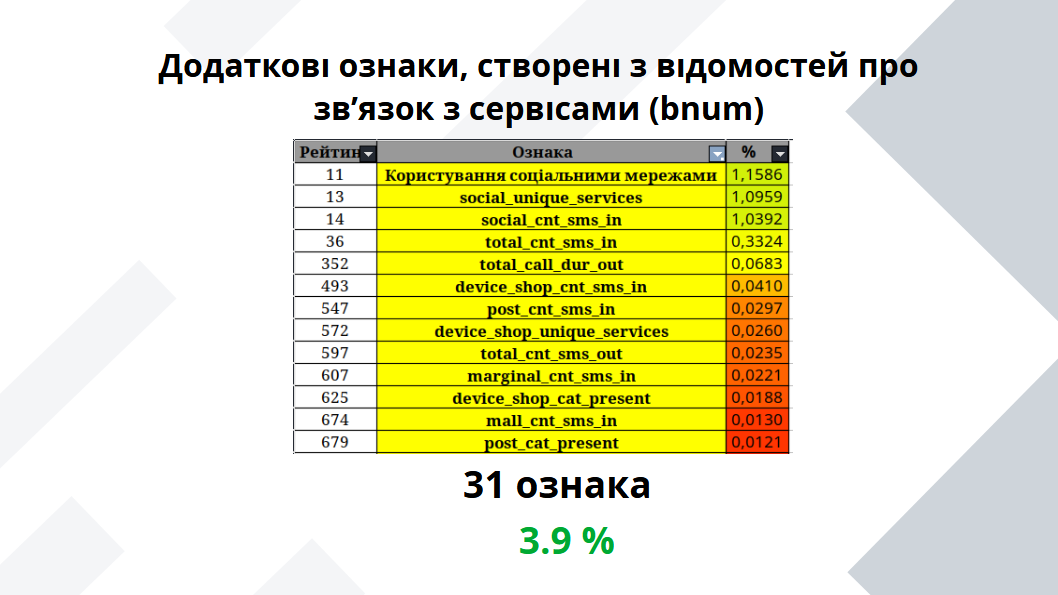 Додаткові ознаки, створені з відомостей про
зв’язок з сервісами (bnum)
Рейтин Ознака %
11 Користування соціальними мережами 1,1586
13 social_unique_services 1,0959
14 social_cnt_sms_in 1,0392
36 total_cnt_sms_in 0,3324
352 total_call_dur_out 0,0683
493 device_shop_cnt_sms_in 0,0410
547 post_cnt_sms_in 0,0297
572 device_shop_unique_services 0,0260
597 total_cnt_sms_out 0,0235
607 marginal_cnt_sms_in 0,0221
625 device_shop_cat_present 0,0188
674 mall_cnt_sms_in 0,0130
679 post_cat_present 0,0121
31 ознака
3.9 %